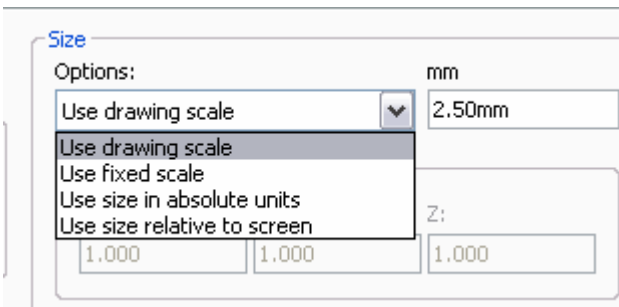 Size
Options:
mm
Use drawing scale
2.50mm
Use drawing scale
Use fixed scale
Use size in absolute units
Use size relative to screen
Z:
1.000
1.000
1.000